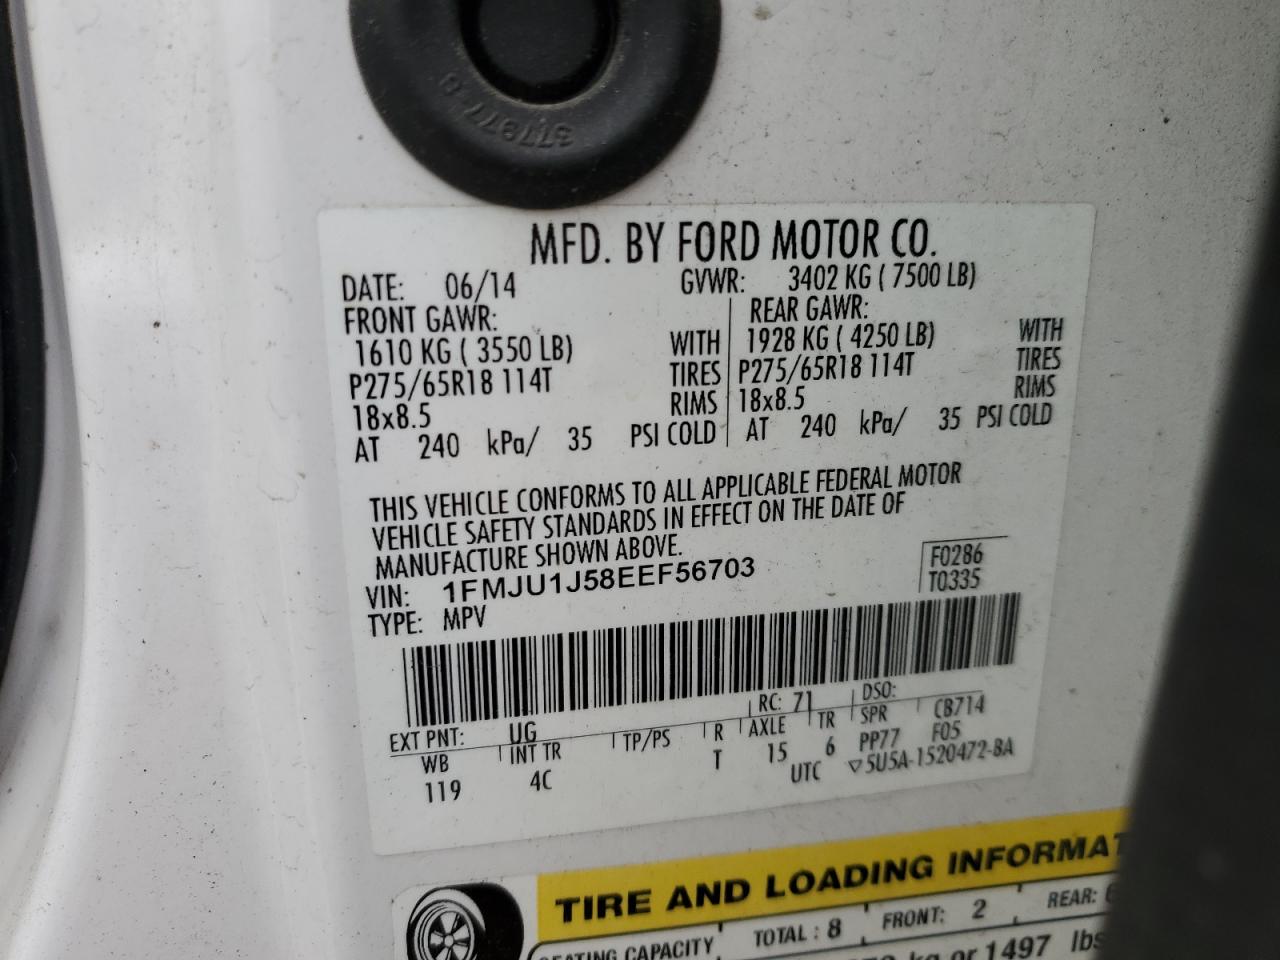 377977-8
MFD. BY FORD MOTOR CO.
DATE: 06/14 GVWR: 3402 KG ( 7500 LB)
FRONT GAWR: REAR GAWR:
1610 KG ( 3550 LB) WITH 1928 KG ( 4250 LB) WITH
P275/65R18 114T TIRES P275/65R18 114T TIRES
18x8.5 RIMS 18x8.5 RIMS
AT 240 kPa/ 35 PSI COLD AT 240 kPa/ 35 PSI COLD
THIS VEHICLE CONFORMS TO ALL APPLICABLE FEDERAL MOTOR
VEHICLE SAFETY STANDARDS IN EFFECT ON THE DATE OF
MANUFACTURE SHOWN ABOVE.
VIN: 1FMJU1J58EEF56703 F0286
TYPE: MPV T0335
EXT PNT: UG RC: 71 DSO:
WB INT TR TP/PS R AXLE TR SPR CB714
119 4C T 15 6 PP77 F05
UTC ▽5U5A-1520472-BA
TIRE AND LOADING INFORMAT
SEATING CAPACITY TOTAL : 8 FRONT: 2 REAR: 6
kg or 1497 lbs